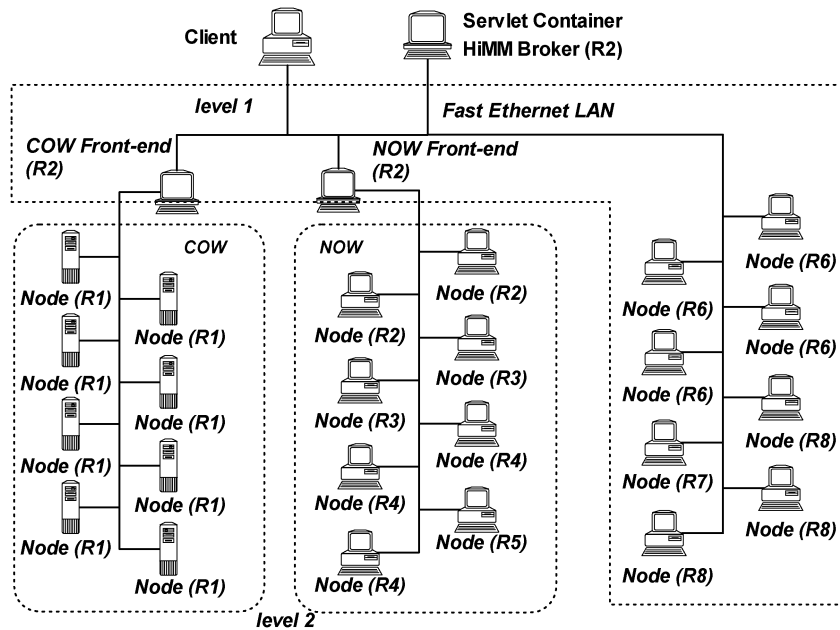 Client
Servlet Container
HiMM Broker (R2)
level 1
Fast Ethernet LAN
COW Front-end
(R2)
NOW Front-end
(R2)
COW
Node (R1)
Node (R1)
Node (R1)
Node (R1)
Node (R1)
Node (R1)
Node (R1)
Node (R1)
NOW
Node (R2)
Node (R2)
Node (R3)
Node (R3)
Node (R4)
Node (R4)
Node (R5)
Node (R4)
Node (R6)
Node (R6)
Node (R6)
Node (R6)
Node (R8)
Node (R7)
Node (R8)
Node (R8)
level 2